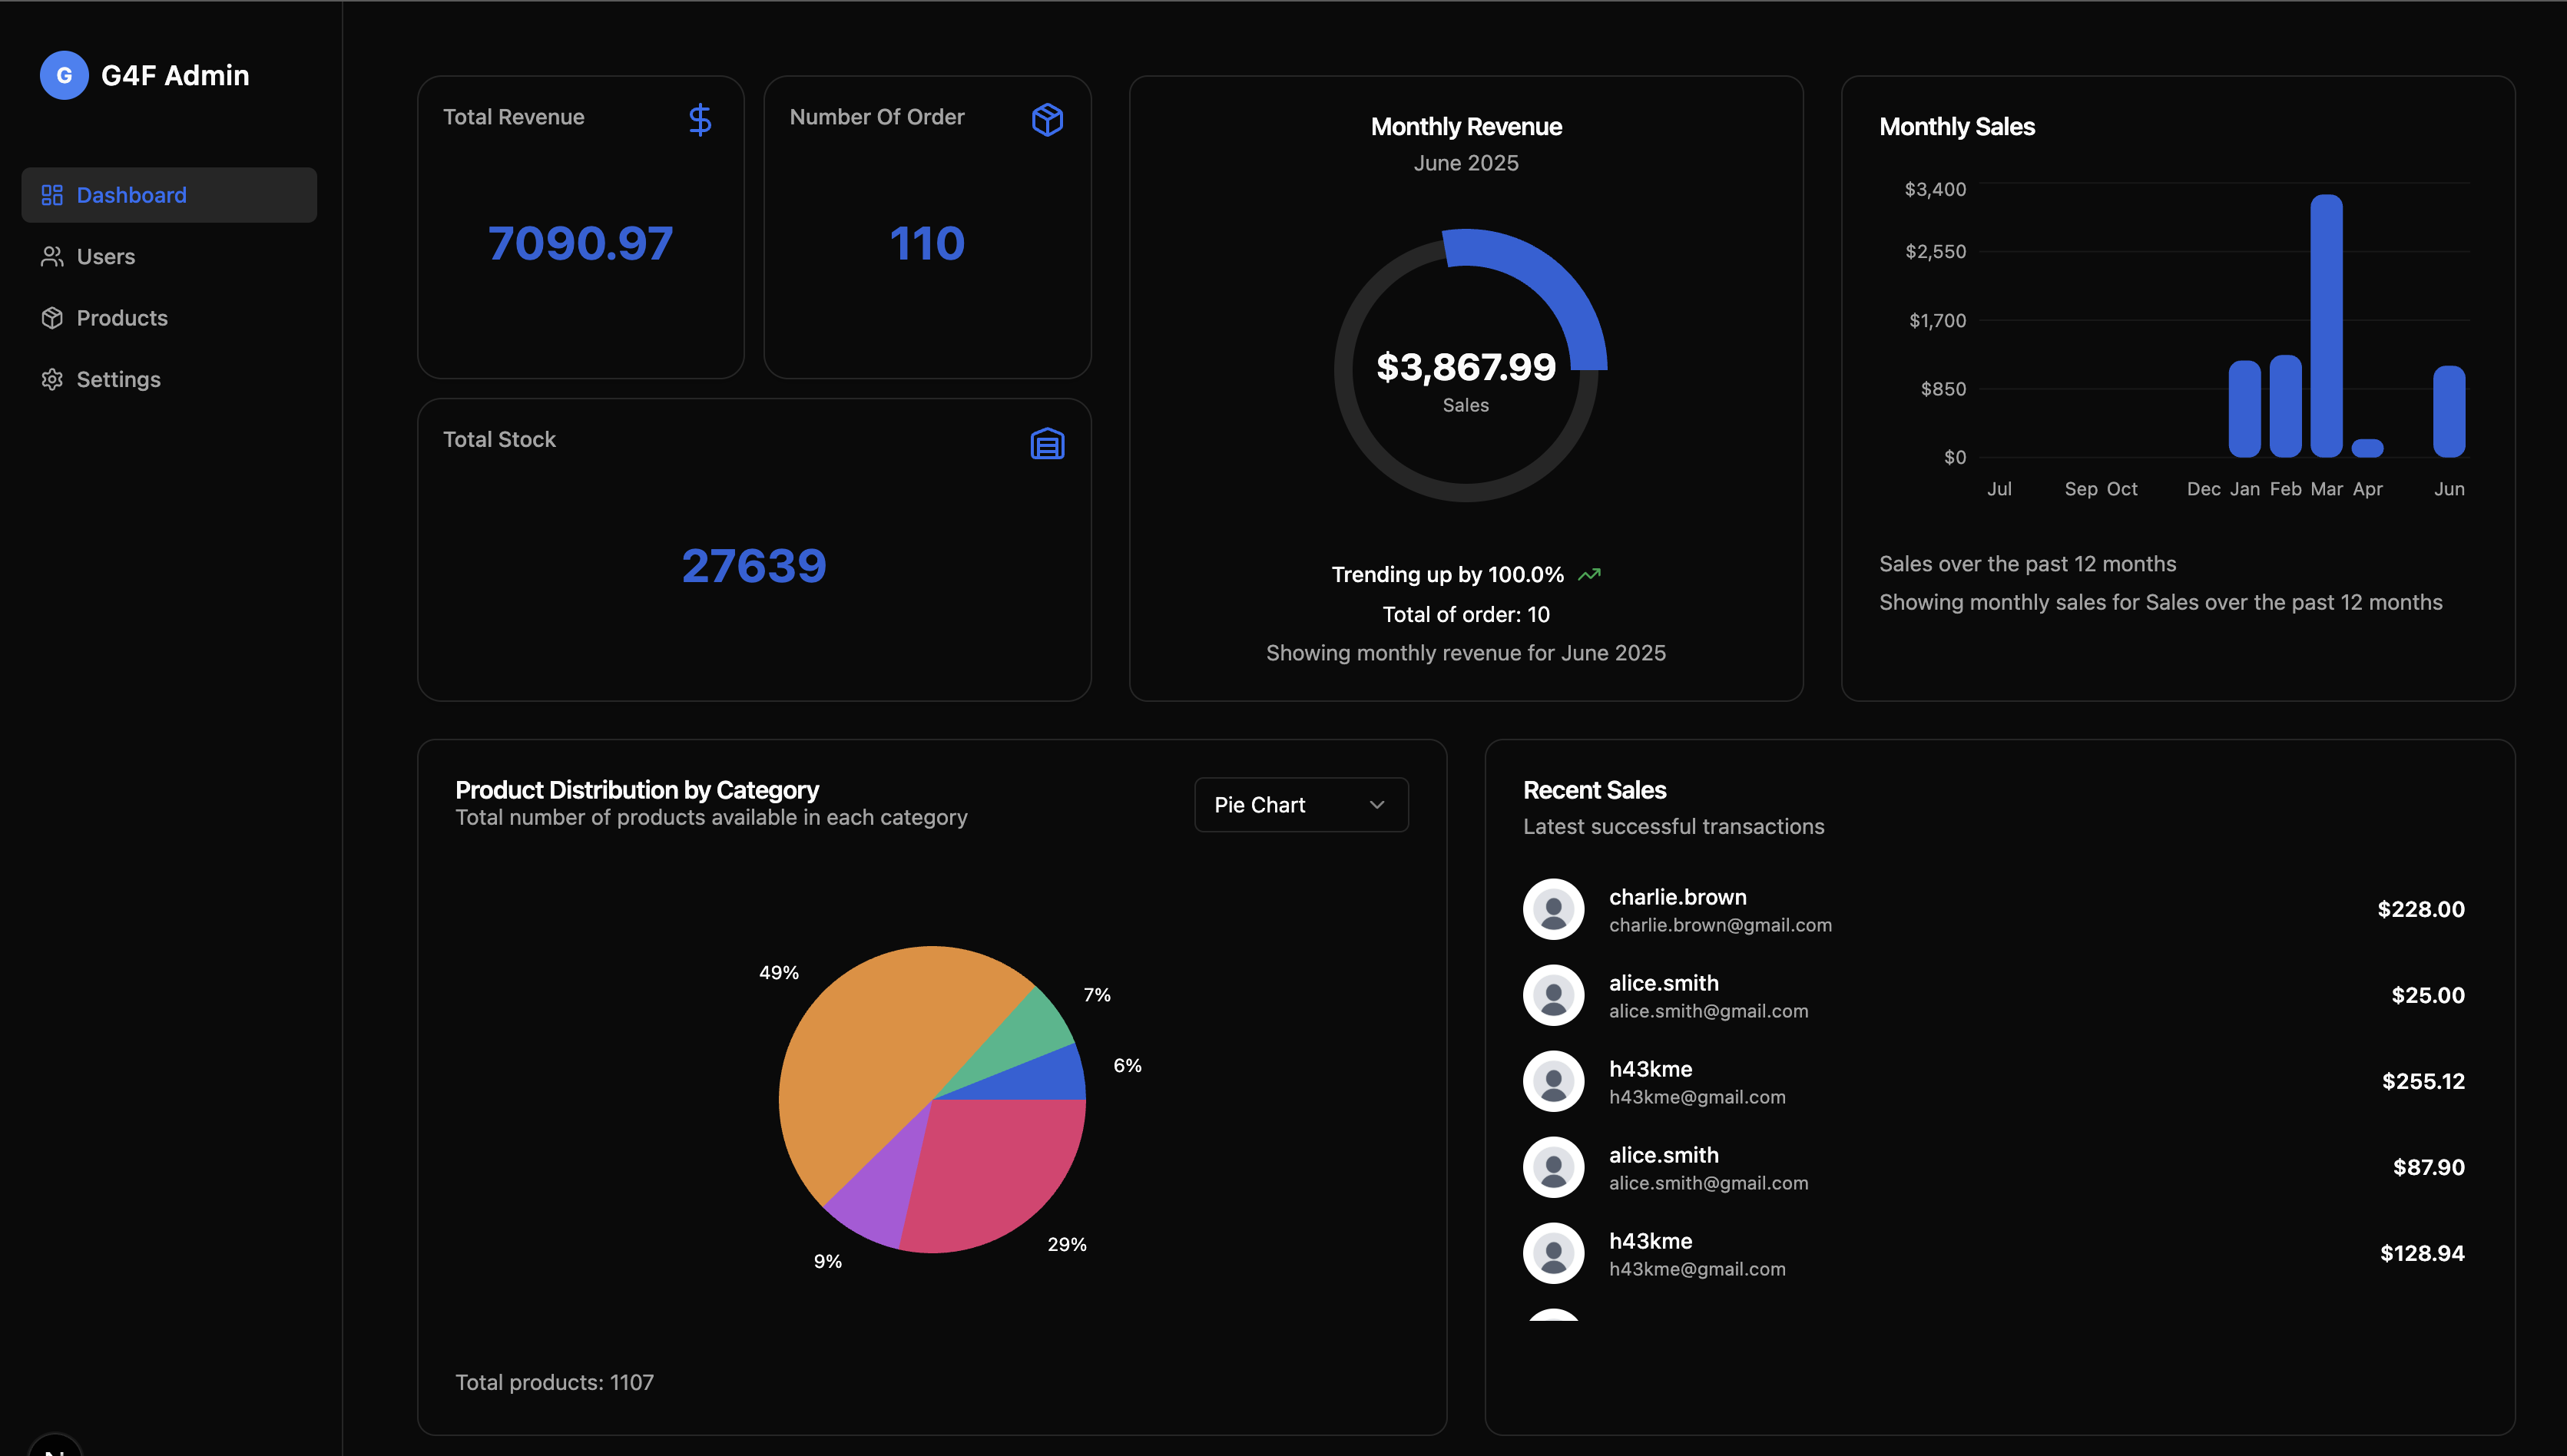 G
G4F Admin
Dashboard
Users
Products
Settings
Total Revenue
7090.97
Number Of Order
110
Total Stock
27639
Monthly Revenue
June 2025
$3,867.99
Sales
Trending up by 100.0%
Total of order: 10
Showing monthly revenue for June 2025
Monthly Sales
$3,400
$2,550
$1,700
$850
$0
Jul Sep Oct Dec Jan Feb Mar Apr Jun
Sales over the past 12 months
Showing monthly sales for Sales over the past 12 months
Product Distribution by Category
Total number of products available in each category
Pie Chart
49%
7%
6%
29%
9%
Total products: 1107
Recent Sales
Latest successful transactions
charlie.brown
charlie.brown@gmail.com
$228.00
alice.smith
alice.smith@gmail.com
$25.00
h43kme
h43kme@gmail.com
$255.12
alice.smith
alice.smith@gmail.com
$87.90
h43kme
h43kme@gmail.com
$128.94